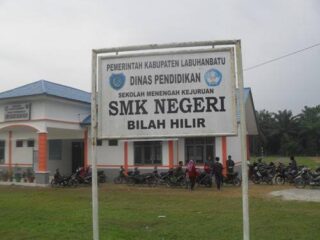 PEMERINTAH KABUPATEN LABUHANBATU
DINAS PENDIDIKAN
SEKOLAH MENENGAH KEJURUAN
SMK NEGERI
BILAH HILIR